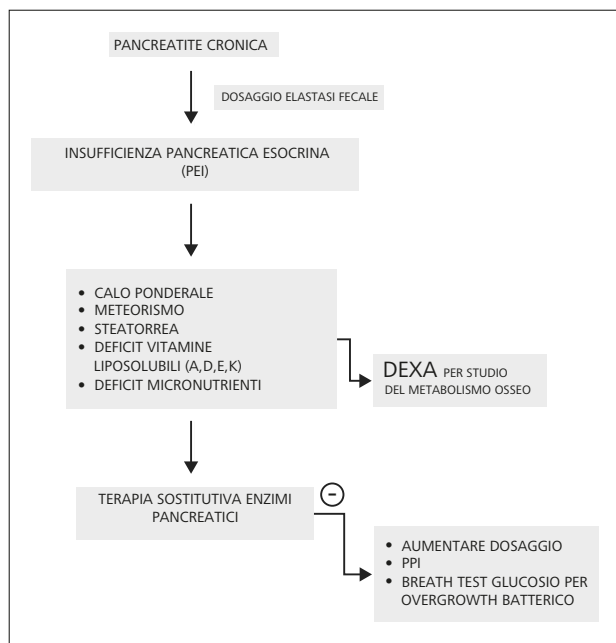 PANCREATITE CRONICA
DOSAGGIO ELASTASI FECALE
INSUFFICIENZA PANCREATICA ESOCRINA
(PEI)
• CALO PONDERALE
• METEORISMO
• STEATORREA
• DEFICIT VITAMINE
LIPOSOLUBILI (A,D,E,K)
• DEFICIT MICRONUTRIENTI
DEXA PER STUDIO
DEL METABOLISMO OSSEO
TERAPIA SOSTITUTIVA ENZIMI
PANCREATICI
−
• AUMENTARE DOSAGGIO
• PPI
• BREATH TEST GLUCOSIO PER
OVERGROWTH BATTERICO